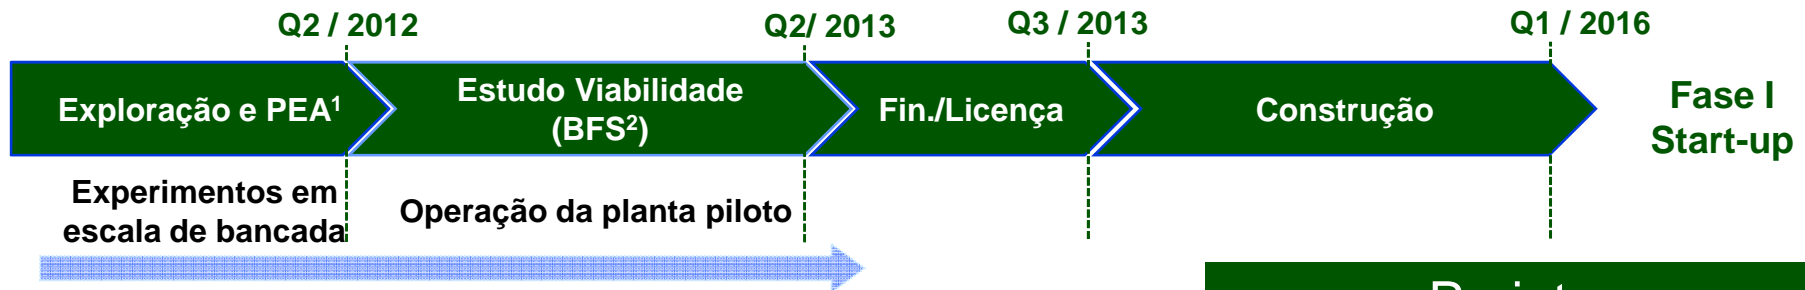 Q2 / 2012
Q2/ 2013
Q3 / 2013
Q1 / 2016
Exploração e PEA¹
Estudo Viabilidade
(BFS²)
Fin./Licença
Construção
Fase I
Start-up
Experimentos em
escala de bancada
Operação da planta piloto